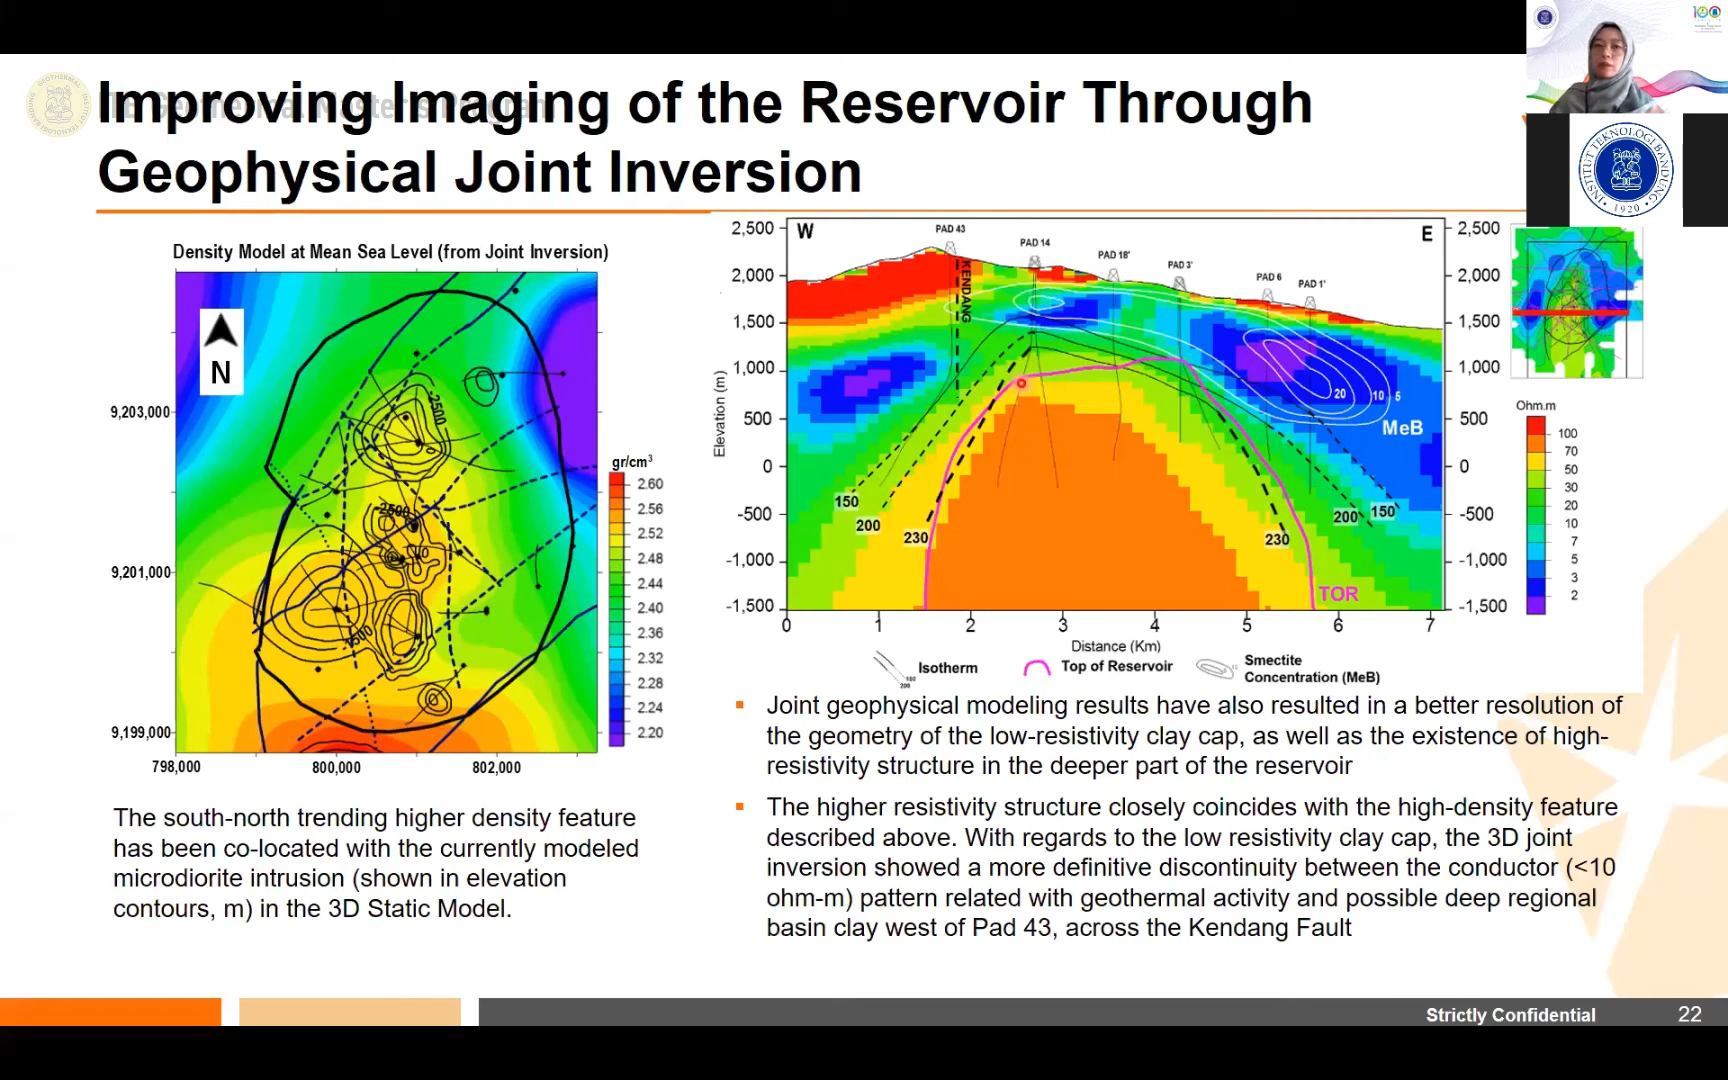 Improving Imaging of the Reservoir Through
Geophysical Joint Inversion
INSTITUT TEKNOLOGI BANDUNG
1920
100
Density Model at Mean Sea Level (from Joint Inversion)
N
9,203,000
9,201,000
9,199,000
798,000
800,000
802,000
-2500
-2500
gr/cm³
2.60
2.56
2.52
2.48
2.44
2.40
2.36
2.32
2.28
2.24
2.20
The south-north trending higher density feature
has been co-located with the currently modeled
microdiorite intrusion (shown in elevation
contours, m) in the 3D Static Model.
W
E
PAD 43
PAD 14
PAD 18'
PAD 3'
PAD 6
PAD 1'
KENDANG
Elevation (m)
2,500
2,000
1,500
1,000
500
0
-500
-1,000
-1,500
2,500
2,000
1,500
1,000
500
0
-500
-1,000
-1,500
20
10
5
MeB
150
200
230
230
200
150
TOR
0
1
2
3
4
5
6
7
Distance (Km)
Isotherm
Top of Reservoir
Smectite
Concentration (MeB)
Ohm.m
100
70
50
30
20
10
7
5
3
2
Joint geophysical modeling results have also resulted in a better resolution of
the geometry of the low-resistivity clay cap, as well as the existence of high-
resistivity structure in the deeper part of the reservoir
The higher resistivity structure closely coincides with the high-density feature
described above. With regards to the low resistivity clay cap, the 3D joint
inversion showed a more definitive discontinuity between the conductor (<10
ohm-m) pattern related with geothermal activity and possible deep regional
basin clay west of Pad 43, across the Kendang Fault
Strictly Confidential
22